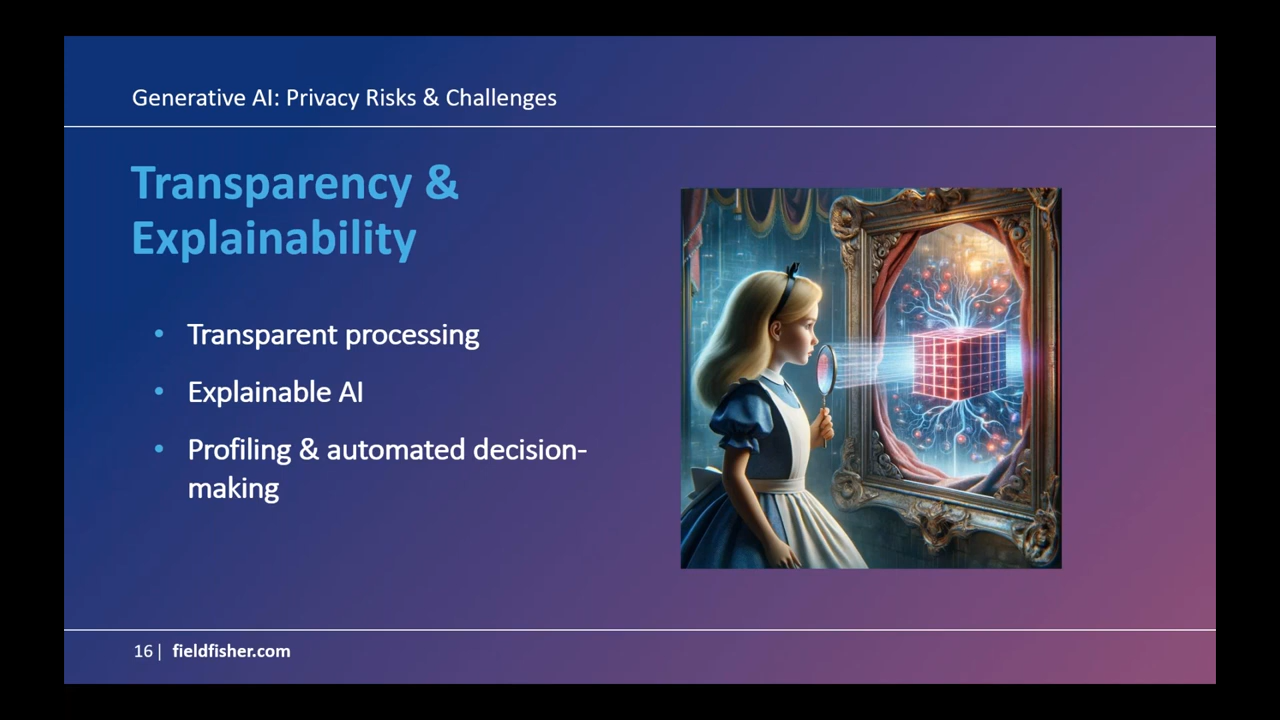 Generative AI: Privacy Risks & Challenges
Transparency &
Explainability
• Transparent processing
• Explainable AI
• Profiling & automated decision-
making
16 | fieldfisher.com